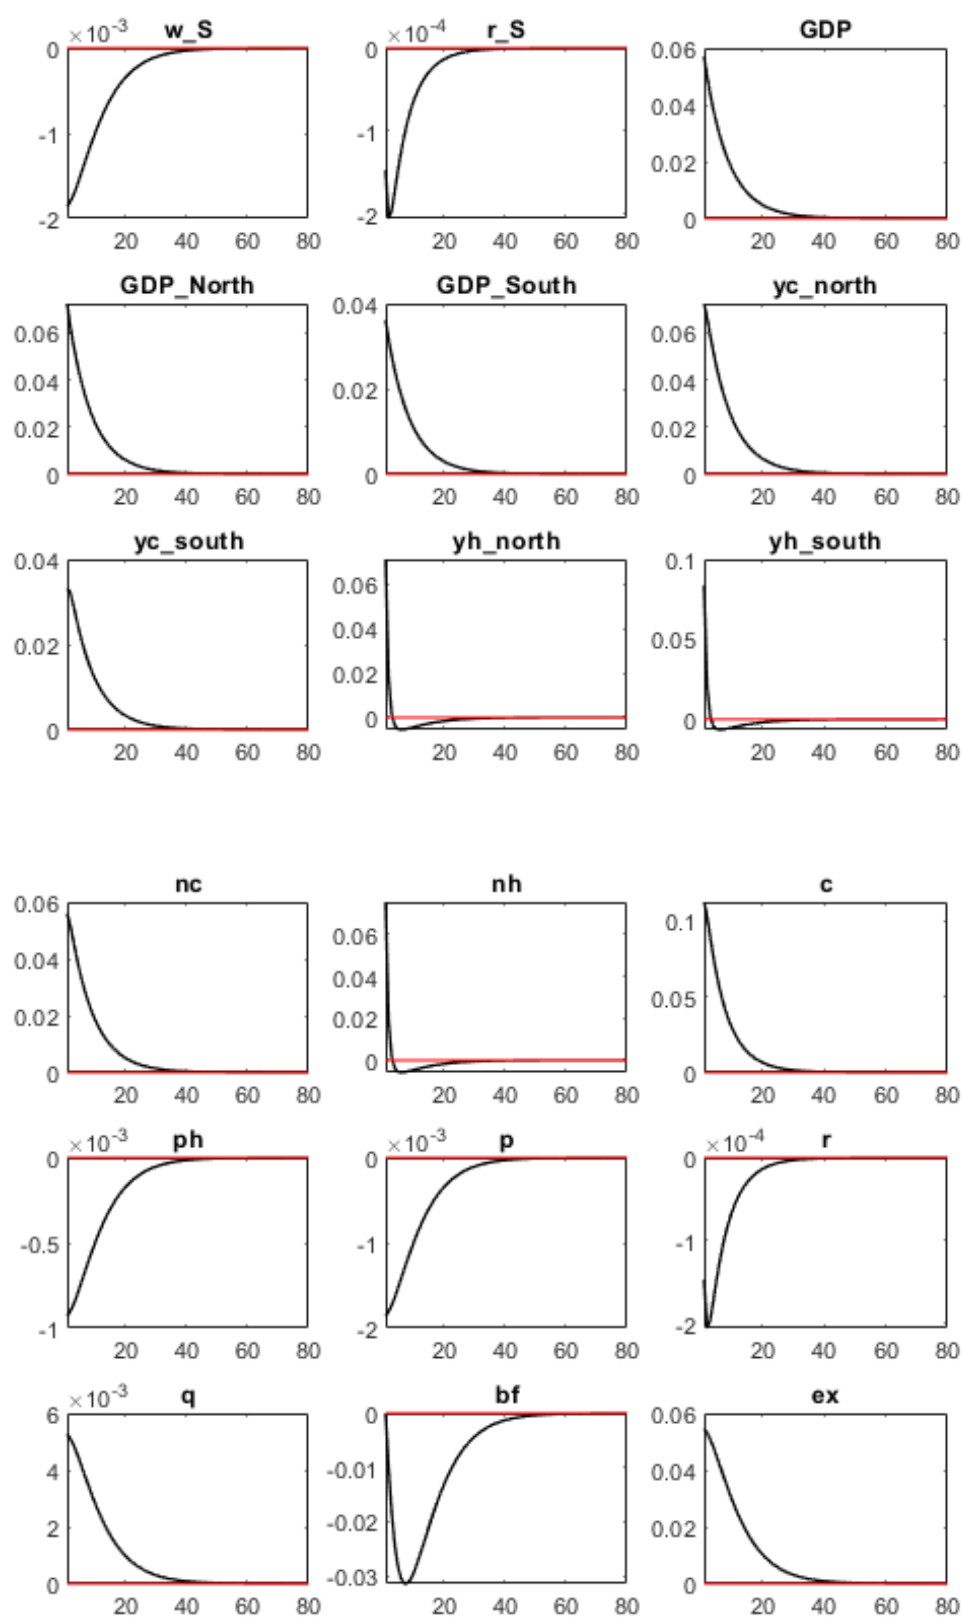 ×10-3 w_S ×10-4 r_S GDP
0 0 0.06
-1 -1 0.04
0.02
-2 -2 0
20 40 60 80 20 40 60 80 20 40 60 80
GDP_North GDP_South yc_north
0.04
0.06 0.06
0.04 0.02 0.04
0.02 0.02
0 0 0
20 40 60 80 20 40 60 80 20 40 60 80
yc_south yh_north yh_south
0.04 0.1
0.06
0.02 0.04 0.05
0.02
0 0 0
20 40 60 80 20 40 60 80 20 40 60 80
nc nh c
0.06
0.06 0.1
0.04 0.04
0.05
0.02 0.02
0 0 0
20 40 60 80 20 40 60 80 20 40 60 80
×10-3 ph ×10-3 p ×10-4 r
0 0 0
-0.5 -1 -1
-1 -2 -2
20 40 60 80 20 40 60 80 20 40 60 80
×10-3 q bf ex
6 0 0.06
4 -0.01 0.04
2 -0.02 0.02
0 -0.03 0
20 40 60 80 20 40 60 80 20 40 60 80